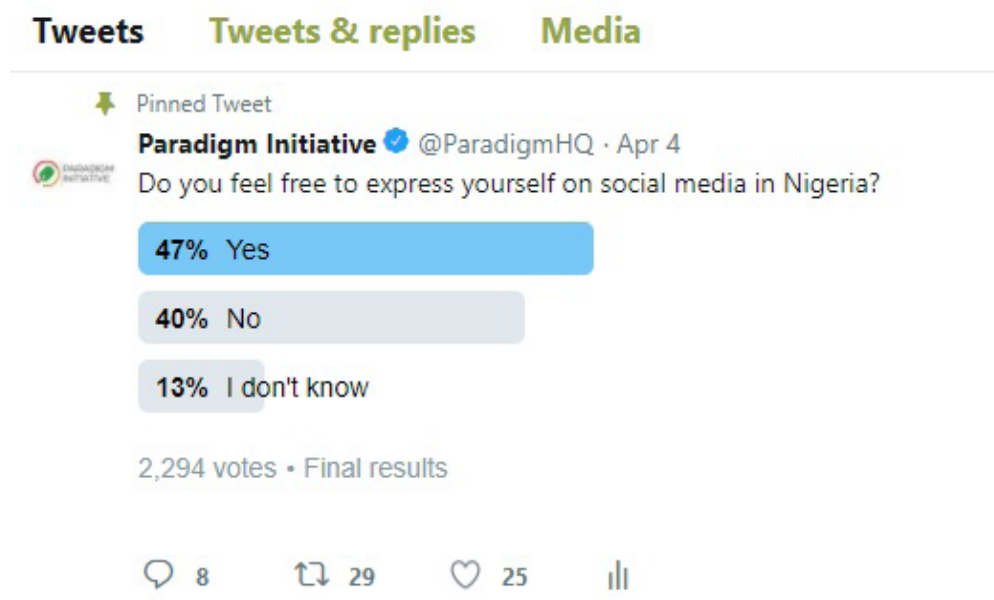 Tweets Tweets & replies Media
Pinned Tweet
Paradigm Initiative @ParadigmHQ · Apr 4
PARADIGM
INITIATIVE
Do you feel free to express yourself on social media in Nigeria?
47% Yes
40% No
13% I don't know
2,294 votes • Final results
8 29 25